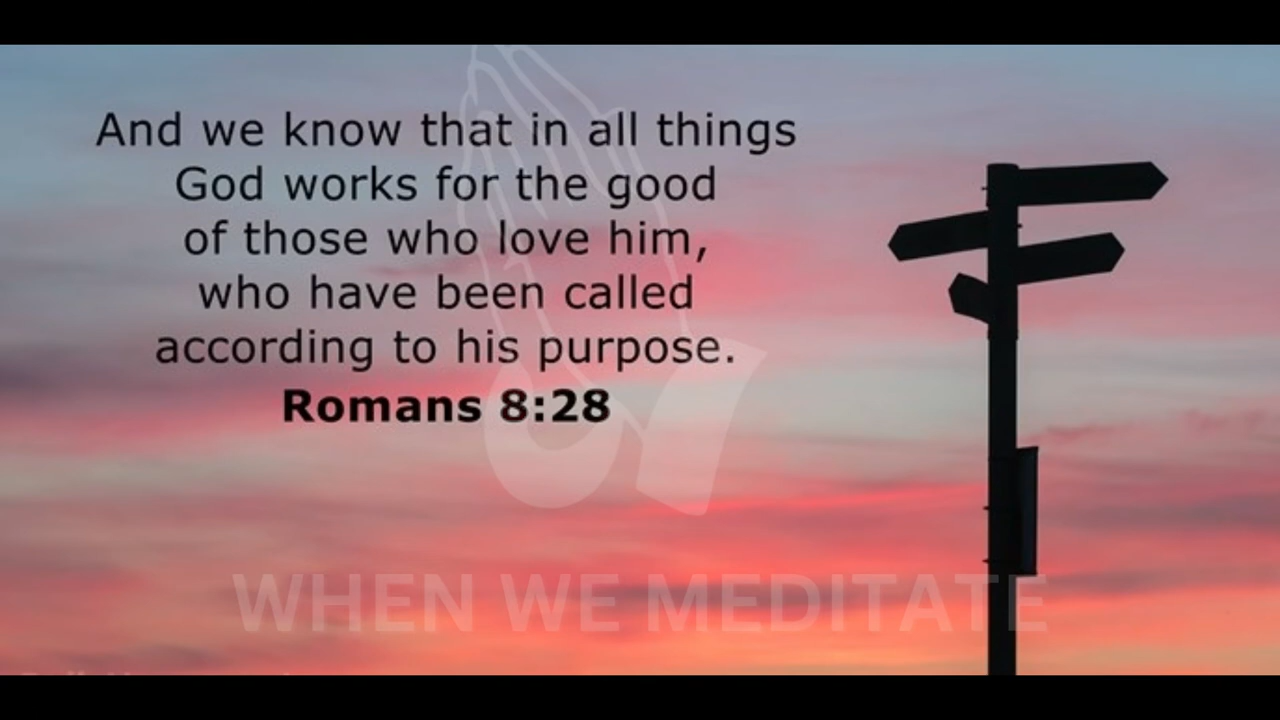 And we know that in all things
God works for the good
of those who love him,
who have been called
according to his purpose.
Romans 8:28
WHEN WE MEDITATE